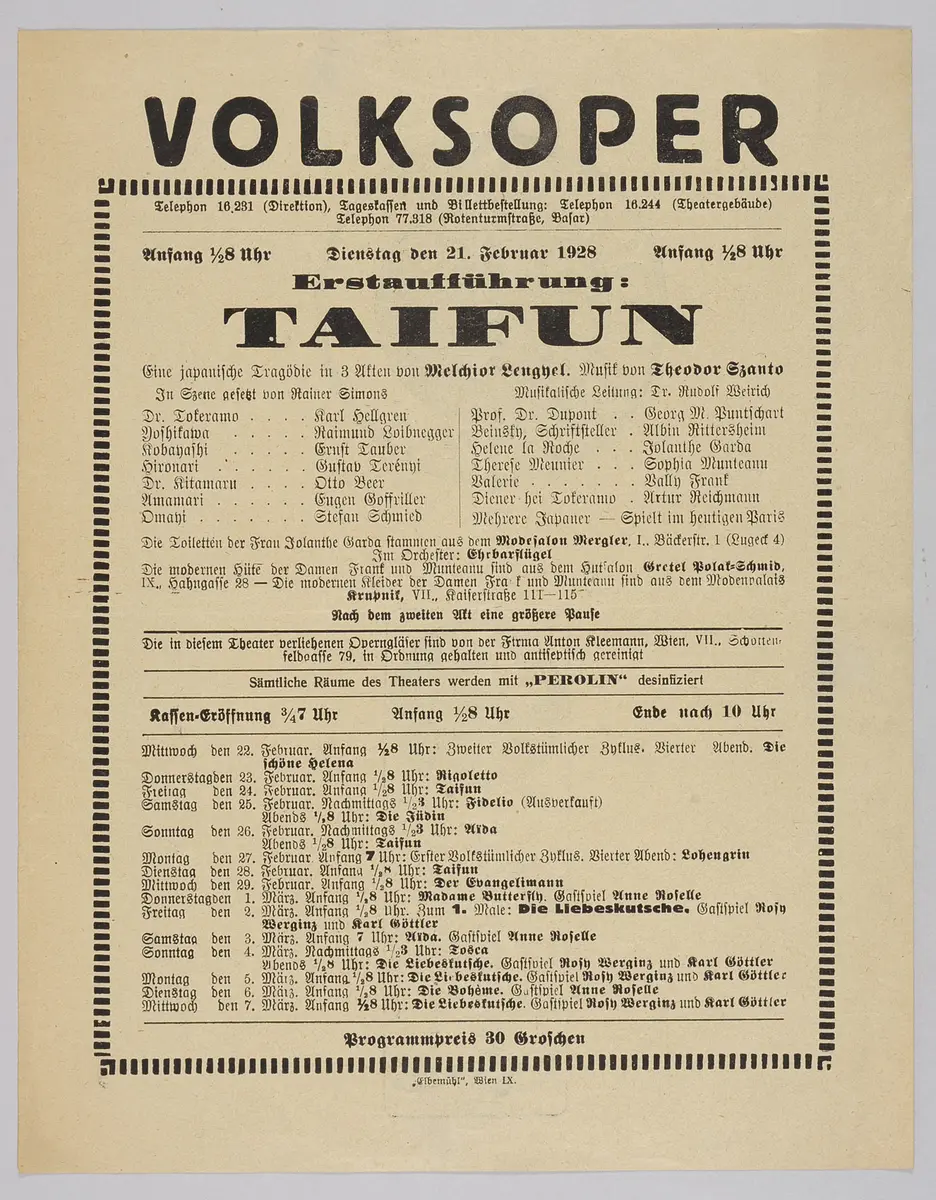 VOLKSOPER
Telephon 16.231 (Direktion), Tageskassen und Billettbestellung: Telephon 16.244 (Theatergebäude)
Telephon 77.318 (Rotenturmstraße, Basar)
Anfang ½8 Uhr Dienstag den 21. Februar 1928 Anfang ½8 Uhr
Erstaufführung:
TAIFUN
Eine japanische Tragödie in 3 Akten von Melchior Lengyel. Musik von Theodor Szanto
In Szene gesetzt von Rainer Simons Musikalische Leitung: Dr. Rudolf Weirich
Dr. Tokeramo . . . . Karl Hellgren
Yoshikawa . . . . . Raimund Loibnegger
Kobayashi . . . . . Ernst Tauber
Hironari . . . . . . Gustav Terényi
Dr. Kitamaru . . . . Otto Beer
Amamari . . . . . . Eugen Goffriller
Omayi . . . . . . . Stefan Schmied
Prof. Dr. Dupont . . Georg M. Puntschart
Beinsky, Schriftsteller . Albin Rittersheim
Helene la Roche . . . Jolanthe Garda
Therese Meunier . . . Sophia Munteanu
Valerie . . . . . . . Vally Frank
Diener bei Tokeramo . Artur Reichmann
Mehrere Japaner — Spielt im heutigen Paris
Die Toiletten der Frau Jolanthe Garda stammen aus dem Modesalon Mergler, I., Bäckerstr. 1 (Lugeck 4)
Im Orchester: Ehrbarflügel
Die modernen Hüte der Damen Frank und Munteanu sind aus dem Hutsalon Gretel Polak-Schmid,
IX., Hahngasse 28 — Die modernen Kleider der Damen Fra k und Munteanu sind aus dem Modenpalais
Krupnik, VII., Kaiserstraße 111—115
Nach dem zweiten Akt eine größere Pause
Die in diesem Theater verliehenen Operngläser sind von der Firma Anton Kleemann, Wien, VII., Schotten-
feldgasse 79, in Ordnung gehalten und antiseptisch gereinigt
Sämtliche Räume des Theaters werden mit „PEROLIN“ desinfiziert
Kassen-Eröffnung ¾7 Uhr Anfang ½8 Uhr Ende nach 10 Uhr
Mittwoch den 22. Februar. Anfang ½8 Uhr: Zweiter Volkstümlicher Zyklus. Vierter Abend. Die
schöne Helena
Donnerstag den 23. Februar. Anfang ½8 Uhr: Rigoletto
Freitag den 24. Februar. Anfang ½8 Uhr: Taifun
Samstag den 25. Februar. Nachmittags ½3 Uhr: Fidelio (Ausverkauft)
Abends ½8 Uhr: Die Jüdin
Sonntag den 26. Februar. Nachmittags ½3 Uhr: Aïda
Abends ½8 Uhr: Taifun
Montag den 27. Februar. Anfang 7 Uhr: Erster Volkstümlicher Zyklus. Vierter Abend: Lohengrin
Dienstag den 28. Februar. Anfang ½8 Uhr: Taifun
Mittwoch den 29. Februar. Anfang ½8 Uhr: Der Evangelimann
Donnerstag den 1. März. Anfang ½8 Uhr: Madame Butterfly. Gastspiel Anne Roselle
Freitag den 2. März. Anfang ½8 Uhr. Zum 1. Male: Die Liebeskutsche. Gastspiel Rosy
Werginz und Karl Göttler
Samstag den 3. März. Anfang 7 Uhr: Aïda. Gastspiel Anne Roselle
Sonntag den 4. März. Nachmittags ½3 Uhr: Tosca
Abends ½8 Uhr: Die Liebeskutsche. Gastspiel Rosy Werginz und Karl Göttler
Montag den 5. März. Anfang ½8 Uhr: Die Liebeskutsche. Gastspiel Rosy Werginz und Karl Göttler
Dienstag den 6. März. Anfang ½8 Uhr: Die Bohème. Gastspiel Anne Roselle
Mittwoch den 7. März. Anfang ½8 Uhr: Die Liebeskutsche. Gastspiel Rosy Werginz und Karl Göttler
Programmpreis 30 Groschen
„Elbemühl“, Wien IX.